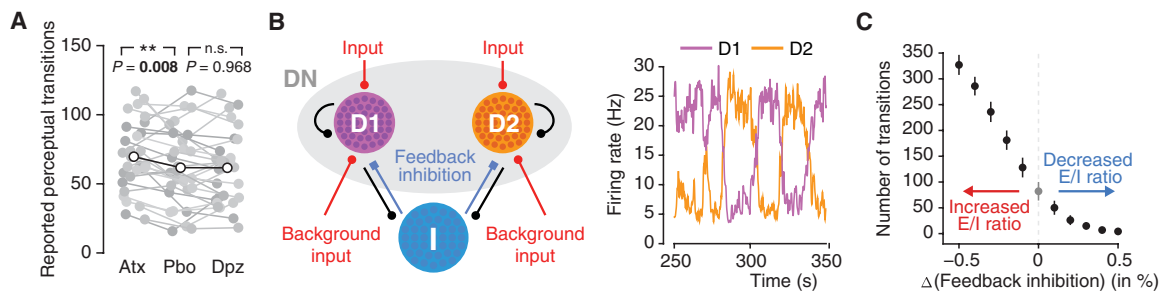 A
Reported perceptual transitions
150
100
50
0
**
P = 0.008
n.s.
P = 0.968
Atx Pbo Dpz
B
Input
Input
DN
D1
D2
Feedback
inhibition
Background
input
I
Background
input
D1 D2
Firing rate (Hz)
30
25
20
15
10
5
0
250 300 350
Time (s)
C
Number of transitions
350
300
250
200
150
100
50
0
Decreased
E/I ratio
Increased
E/I ratio
−0.5 0 0.5
Δ(Feedback inhibition) (in %)